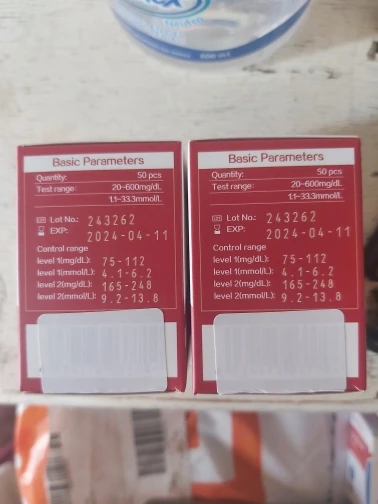 Basic Parameters
Quantity: 50 pcs
Test range: 20~600mg/dL
1.1~33.3mmol/L
LOT Lot No.: 243262
EXP: 2024-04-11
Control range
level 1(mg/dL): 75-112
level 1(mmol/L): 4.1-6.2
level 2(mg/dL): 165-248
level 2(mmol/L): 9.2-13.8
Basic Parameters
Quantity: 50 pcs
Test range: 20~600mg/dL
1.1~33.3mmol/L
LOT Lot No.: 243262
EXP: 2024-04-11
Control range
level 1(mg/dL): 75-112
level 1(mmol/L): 4.1-6.2
level 2(mg/dL): 165-248
level 2(mmol/L): 9.2-13.8